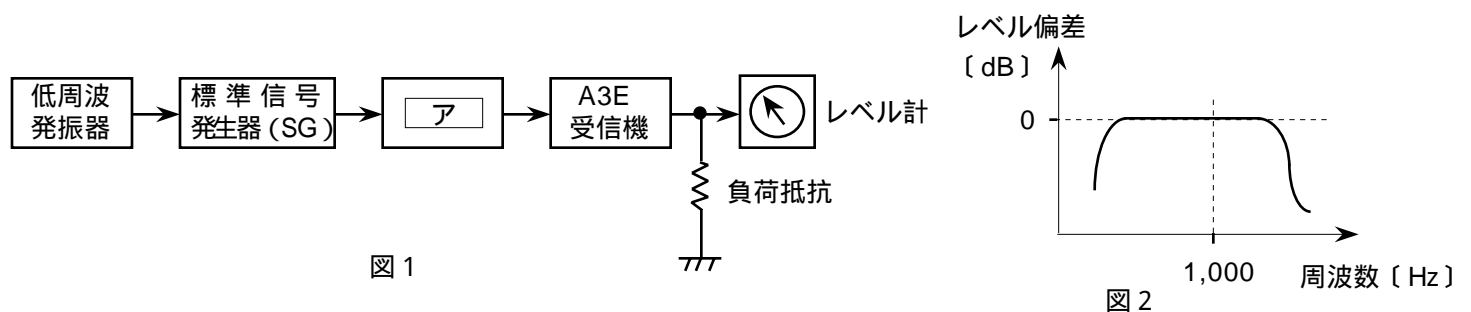 低周波
発振器
標準信号
発生器(SG)
ア
A3E
受信機
レベル計
負荷抵抗
図1
レベル偏差
〔dB〕
0
1,000
周波数〔Hz〕
図2